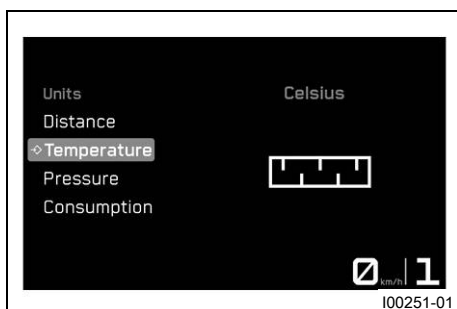 Units
Celsius
Distance
Temperature
Pressure
Consumption
0 km/h 1
I00251-01